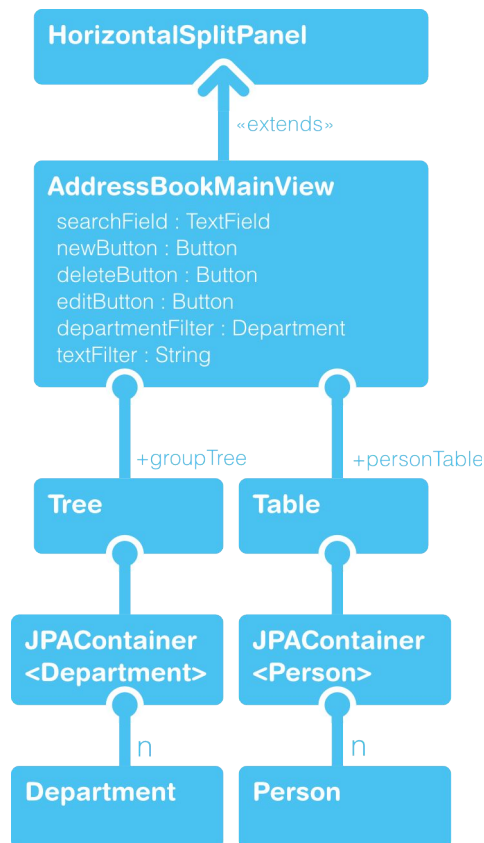 HorizontalSplitPanel
«extends»
AddressBookMainView
searchField : TextField
newButton : Button
deleteButton : Button
editButton : Button
departmentFilter : Department
textFilter : String
+groupTree
+personTable
Tree
Table
JPAContainer
<Department>
JPAContainer
<Person>
n
n
Department
Person